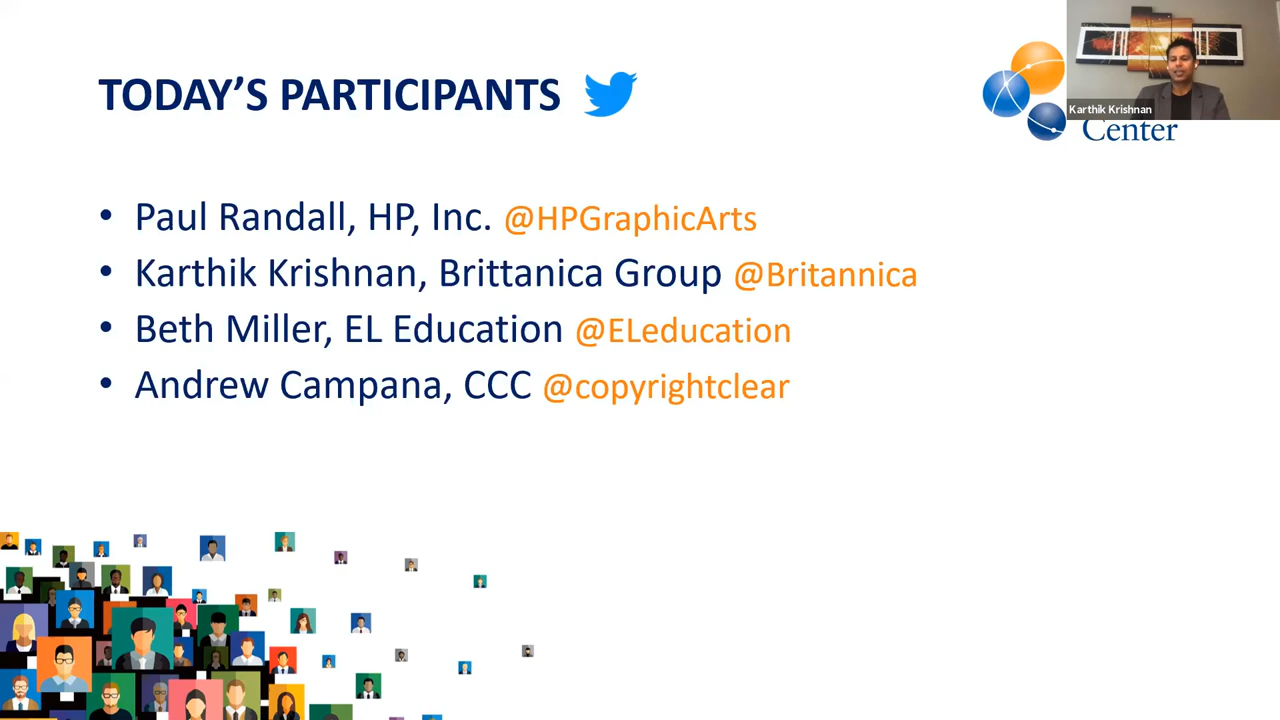 TODAY'S PARTICIPANTS
Karthik Krishnan
Center
• Paul Randall, HP, Inc. @HPGraphicArts
• Karthik Krishnan, Brittanica Group @Britannica
• Beth Miller, EL Education @ELeducation
• Andrew Campana, CCC @copyrightclear